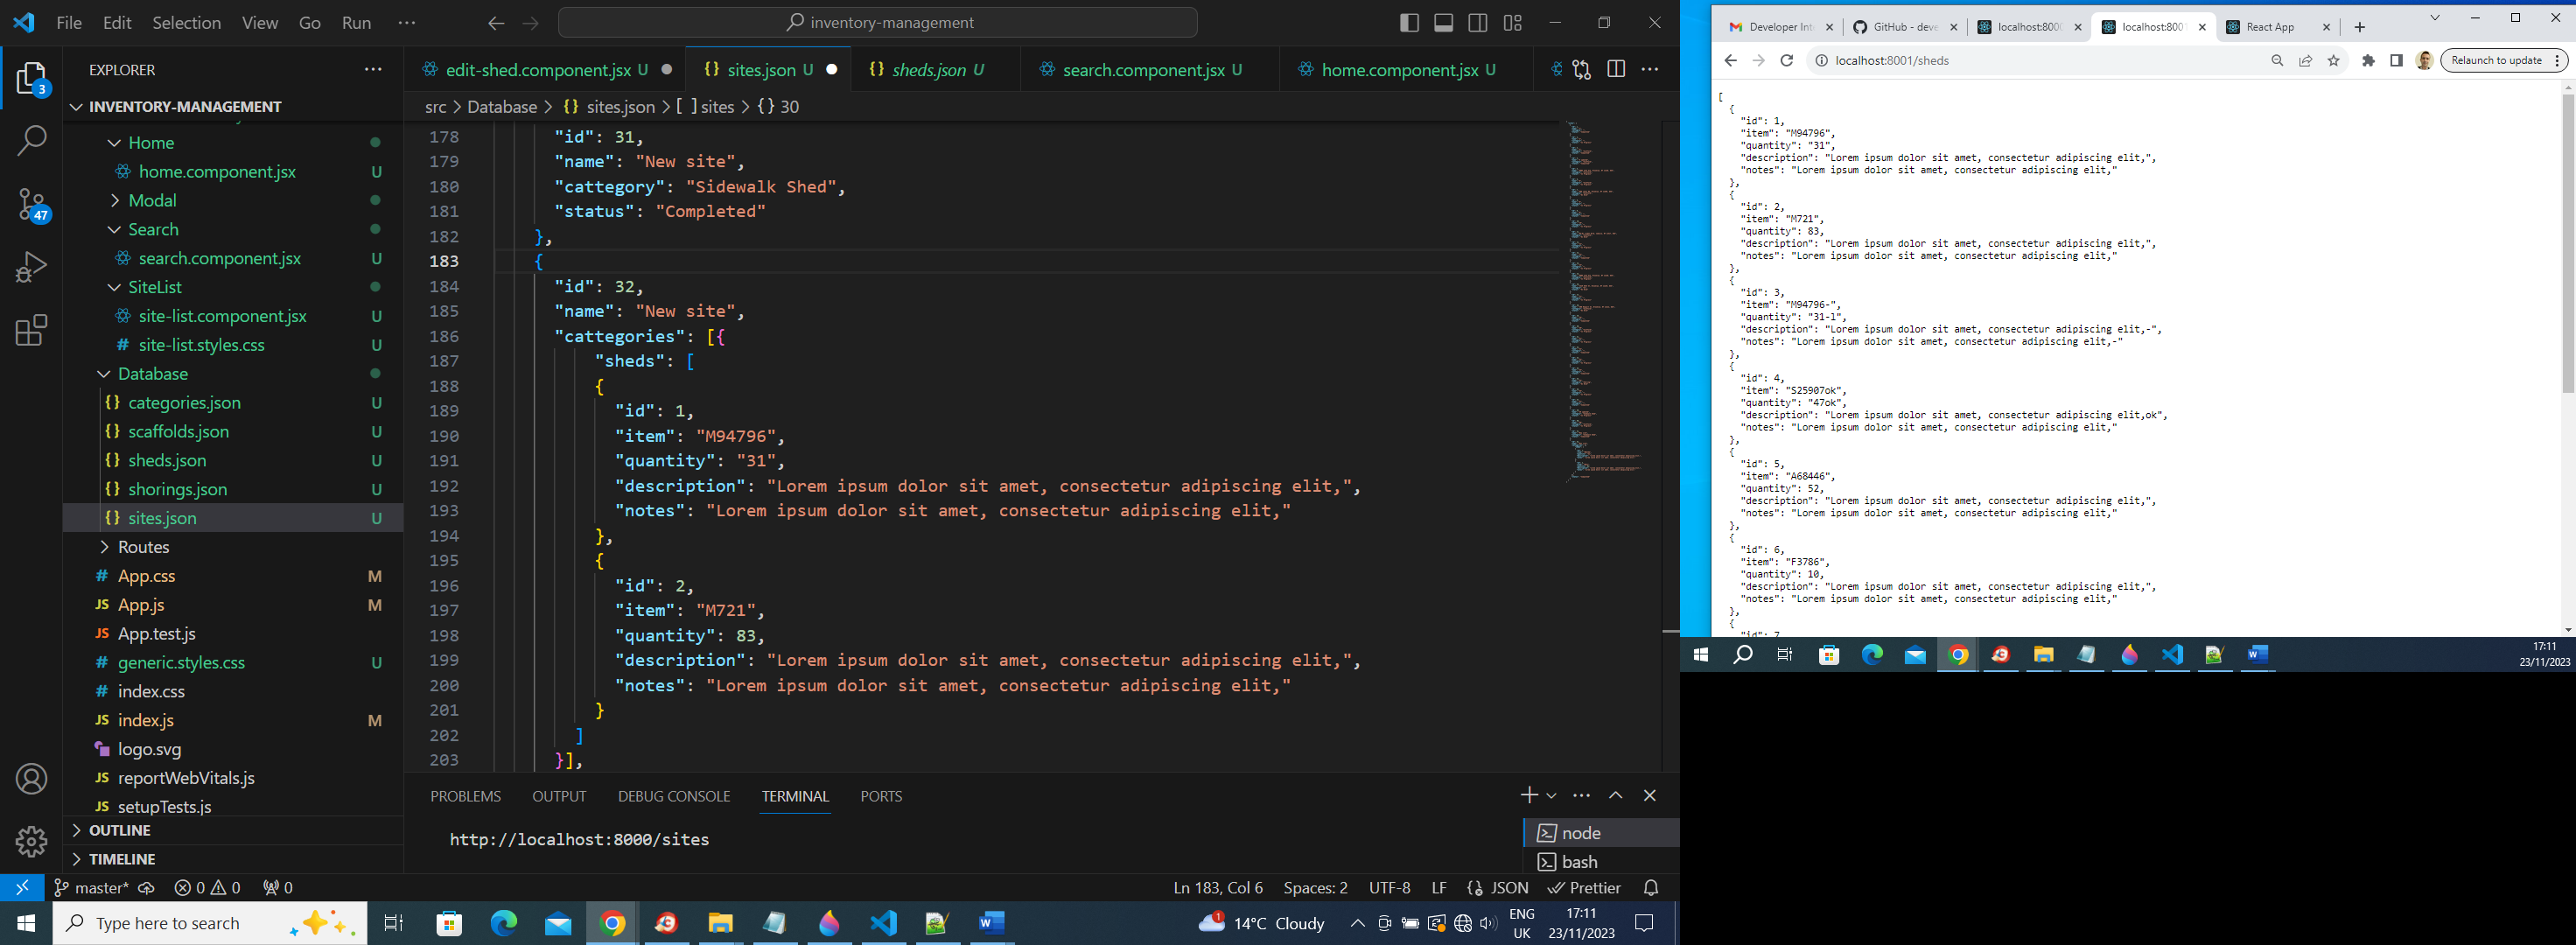 File Edit Selection View Go Run ···
inventory-management
EXPLORER
INVENTORY-MANAGEMENT
Home
home.component.jsx U
Modal
Search
search.component.jsx U
SiteList
site-list.component.jsx U
# site-list.styles.css U
Database
{} categories.json U
{} scaffolds.json U
{} sheds.json U
{} shorings.json U
{} sites.json U
Routes
# App.css M
JS App.js M
JS App.test.js
# generic.styles.css U
# index.css
JS index.js M
logo.svg
JS reportWebVitals.js
JS setupTests.js
OUTLINE
TIMELINE
3
47
edit-shed.component.jsx U
{} sites.json U
{} sheds.json U
search.component.jsx U
home.component.jsx U
src > Database > {} sites.json > [ ] sites > {} 30
178 "id": 31,
179 "name": "New site",
180 "cattegory": "Sidewalk Shed",
181 "status": "Completed"
182 },
183 {
184 "id": 32,
185 "name": "New site",
186 "cattegories": [{
187 "sheds": [
188 {
189 "id": 1,
190 "item": "M94796",
191 "quantity": "31",
192 "description": "Lorem ipsum dolor sit amet, consectetur adipiscing elit,",
193 "notes": "Lorem ipsum dolor sit amet, consectetur adipiscing elit,"
194 },
195 {
196 "id": 2,
197 "item": "M721",
198 "quantity": 83,
199 "description": "Lorem ipsum dolor sit amet, consectetur adipiscing elit,",
200 "notes": "Lorem ipsum dolor sit amet, consectetur adipiscing elit,"
201 }
202 ]
203 }],
PROBLEMS OUTPUT DEBUG CONSOLE TERMINAL PORTS
http://localhost:8000/sites
node
bash
master* 0 0 0
Ln 183, Col 6 Spaces: 2 UTF-8 LF JSON Prettier
Type here to search
1
14°C Cloudy
ENG
UK
17:11
23/11/2023
Developer Int
GitHub - deve
localhost:8000
localhost:8001
React App
localhost:8001/sheds
Relaunch to update
[
{
"id": 1,
"item": "M94796",
"quantity": "31",
"description": "Lorem ipsum dolor sit amet, consectetur adipiscing elit,",
"notes": "Lorem ipsum dolor sit amet, consectetur adipiscing elit,"
},
{
"id": 2,
"item": "M721",
"quantity": 83,
"description": "Lorem ipsum dolor sit amet, consectetur adipiscing elit,",
"notes": "Lorem ipsum dolor sit amet, consectetur adipiscing elit,"
},
{
"id": 3,
"item": "M94796-",
"quantity": "31-l",
"description": "Lorem ipsum dolor sit amet, consectetur adipiscing elit,-",
"notes": "Lorem ipsum dolor sit amet, consectetur adipiscing elit,-"
},
{
"id": 4,
"item": "S25907ok",
"quantity": "47ok",
"description": "Lorem ipsum dolor sit amet, consectetur adipiscing elit,ok",
"notes": "Lorem ipsum dolor sit amet, consectetur adipiscing elit,"
},
{
"id": 5,
"item": "A68446",
"quantity": 52,
"description": "Lorem ipsum dolor sit amet, consectetur adipiscing elit,",
"notes": "Lorem ipsum dolor sit amet, consectetur adipiscing elit,"
},
{
"id": 6,
"item": "F3786",
"quantity": 10,
"description": "Lorem ipsum dolor sit amet, consectetur adipiscing elit,",
"notes": "Lorem ipsum dolor sit amet, consectetur adipiscing elit,"
},
{
"id": 7
17:11
23/11/2023